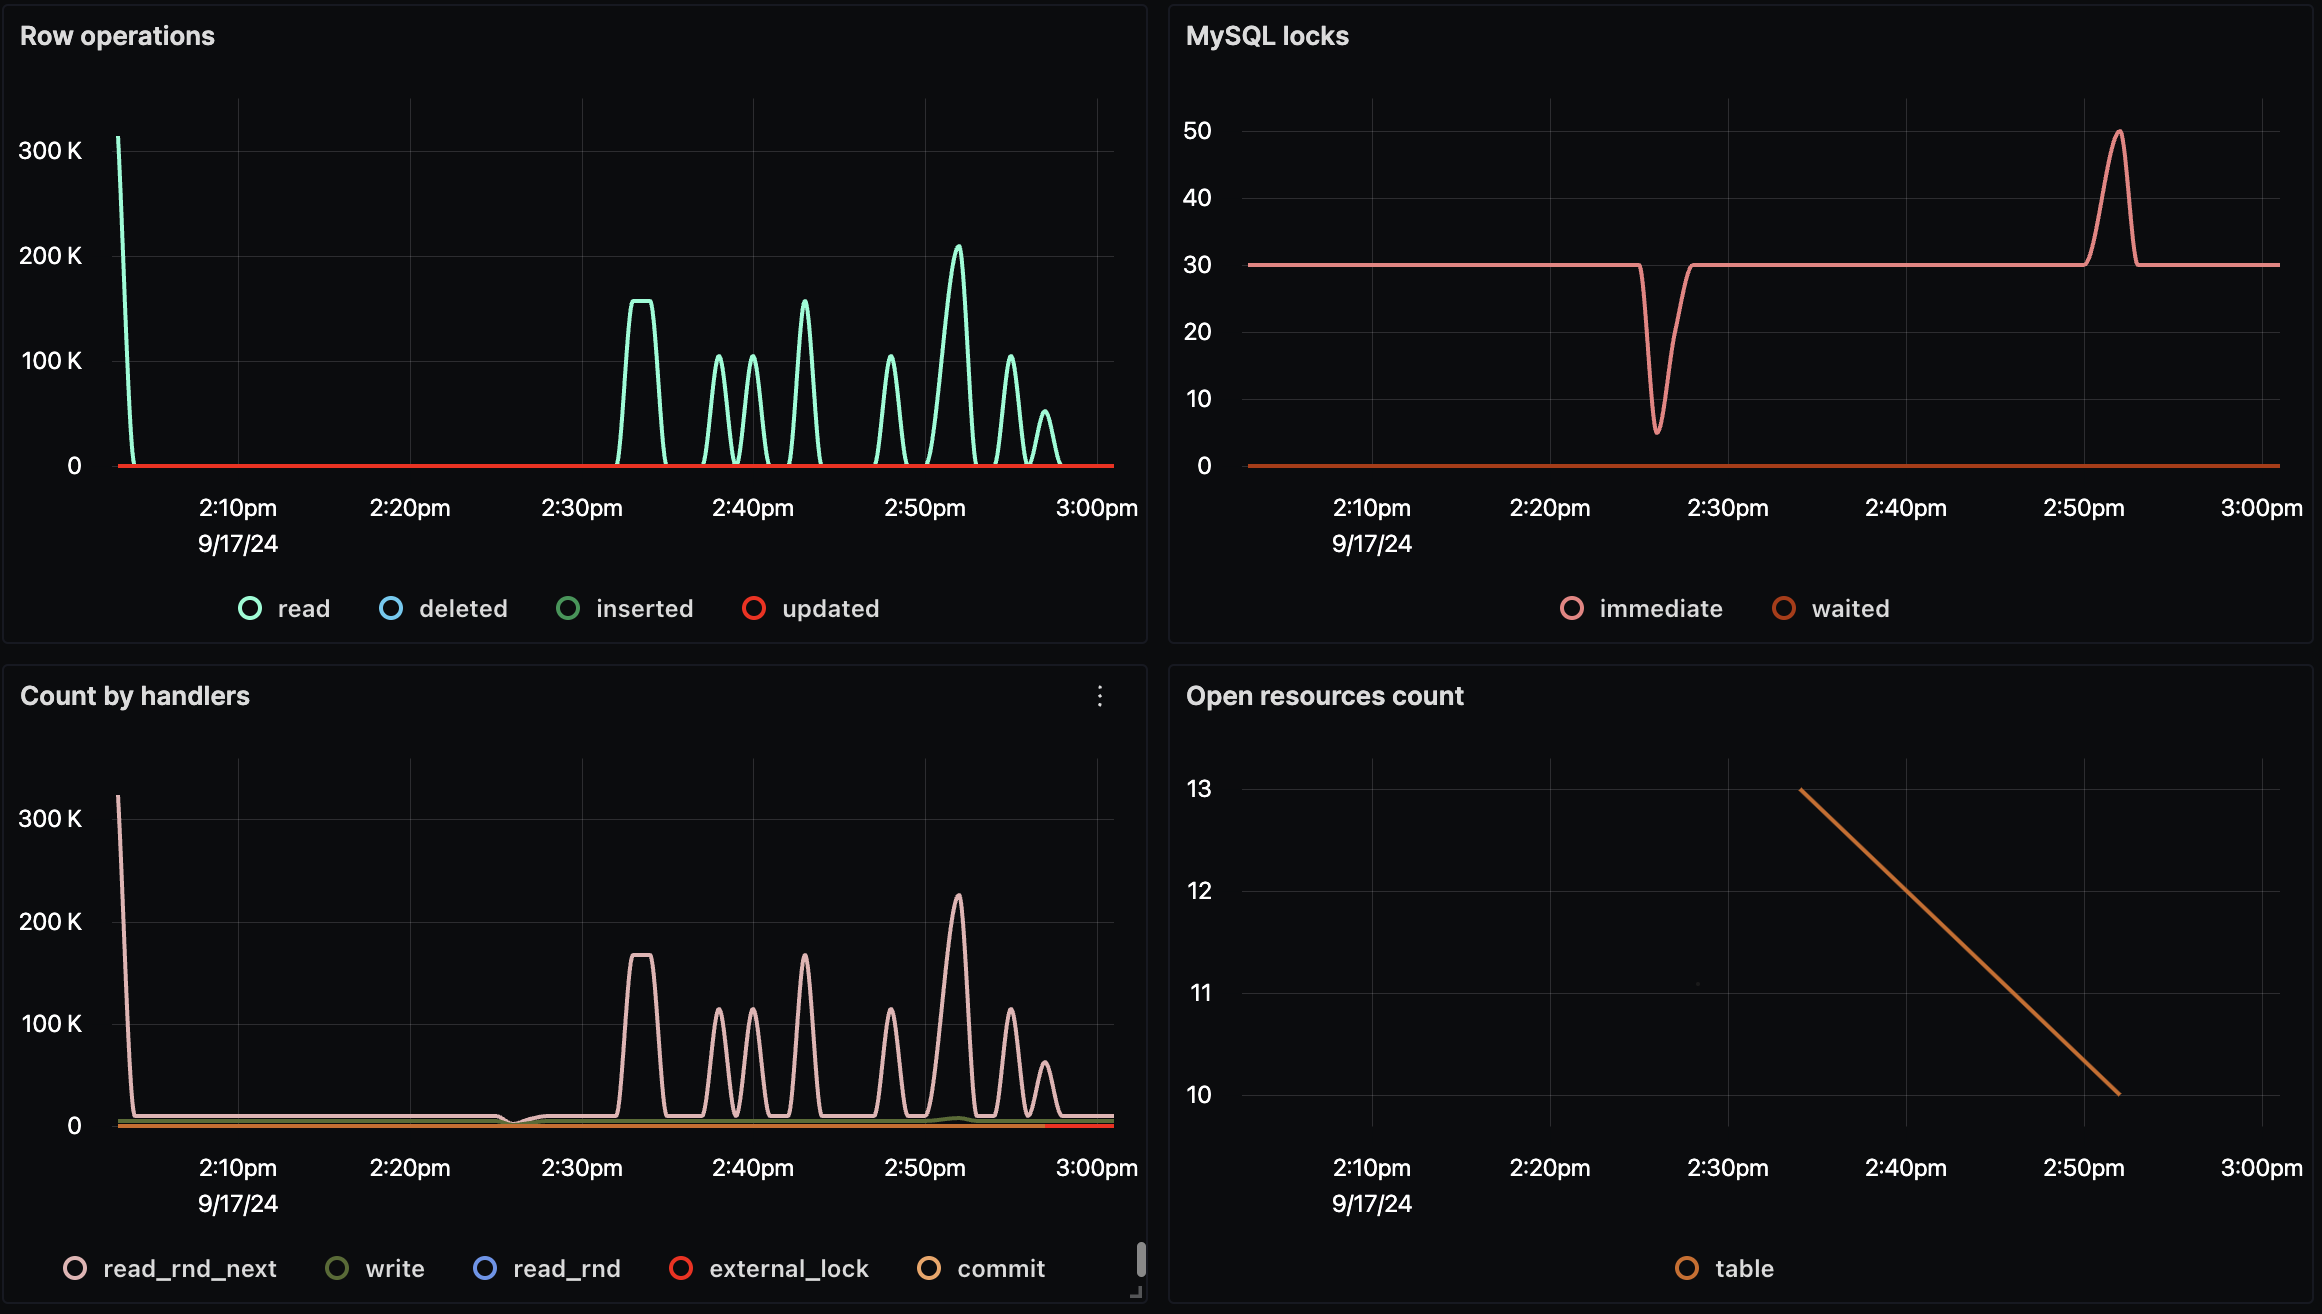 Row operations
300 K
200 K
100 K
0
2:10pm 2:20pm 2:30pm 2:40pm 2:50pm 3:00pm
9/17/24
read deleted inserted updated
MySQL locks
50
40
30
20
10
0
2:10pm 2:20pm 2:30pm 2:40pm 2:50pm 3:00pm
9/17/24
immediate waited
Count by handlers
300 K
200 K
100 K
0
2:10pm 2:20pm 2:30pm 2:40pm 2:50pm 3:00pm
9/17/24
read_rnd_next write read_rnd external_lock commit
Open resources count
13
12
11
10
2:10pm 2:20pm 2:30pm 2:40pm 2:50pm 3:00pm
9/17/24
table